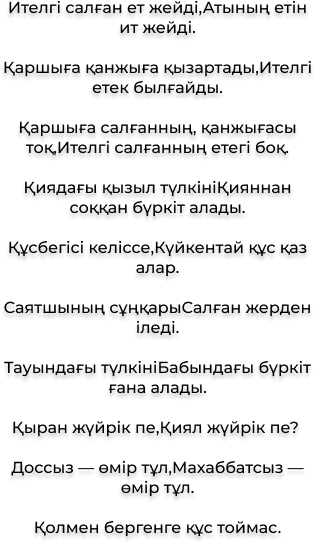 Ителгі салған ет жейді,Атының етін
ит жейді.
Қаршыға қанжыға қызартады,Ителгі
етек былғайды.
Қаршыға салғанның, қанжығасы
тоқ,Ителгі салғанның етегі боқ.
Қиядағы қызыл түлкініҚияннан
соққан бүркіт алады.
Құсбегісі келіссе,Күйкентай құс қаз
алар.
Саятшының сұңқарыСалған жерден
іледі.
Тауындағы түлкініБабындағы бүркіт
ғана алады.
Қыран жүйрік пе,Қиял жүйрік пе?
Доссыз — өмір тұл,Махаббатсыз —
өмір тұл.
Қолмен бергенге құс тоймас.